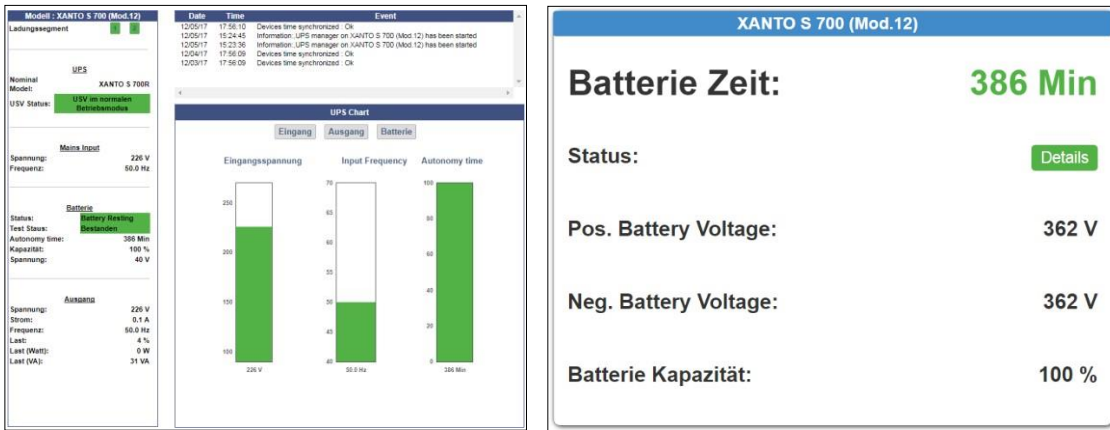 Modell : XANTO S 700 (Mod.12)
Ladungssegment
UPS
Nominal Model: XANTO S 700R
USV Status: USV im normalen Betriebsmodus
Mains Input
Spannung: 226 V
Frequenz: 50.0 Hz
Batterie
Status: Battery Resting
Test Staus: Bestanden
Autonomy time: 386 Min
Kapazität: 100 %
Spannung: 40 V
Ausgang
Spannung: 226 V
Strom: 0.1 A
Frequenz: 50.0 Hz
Last: 4 %
Last (Watt): 0 W
Last (VA): 31 VA
Date Time Event
12/05/17 17:56:10 Devices time synchronized : Ok
12/05/17 15:24:45 Information:,UPS manager on XANTO S 700 (Mod.12) has been started
12/05/17 15:23:36 Information:,UPS manager on XANTO S 700 (Mod.12) has been started
12/04/17 17:56:09 Devices time synchronized : Ok
12/03/17 17:56:09 Devices time synchronized : Ok
UPS Chart
Eingang Ausgang Batterie
Eingangsspannung Input Frequency Autonomy time
250
200
150
100
226 V
70
65
60
55
50
45
40
50.0 Hz
100
80
60
40
20
0
386 Min
XANTO S 700 (Mod.12)
Batterie Zeit: 386 Min
Status: Details
Pos. Battery Voltage: 362 V
Neg. Battery Voltage: 362 V
Batterie Kapazität: 100 %